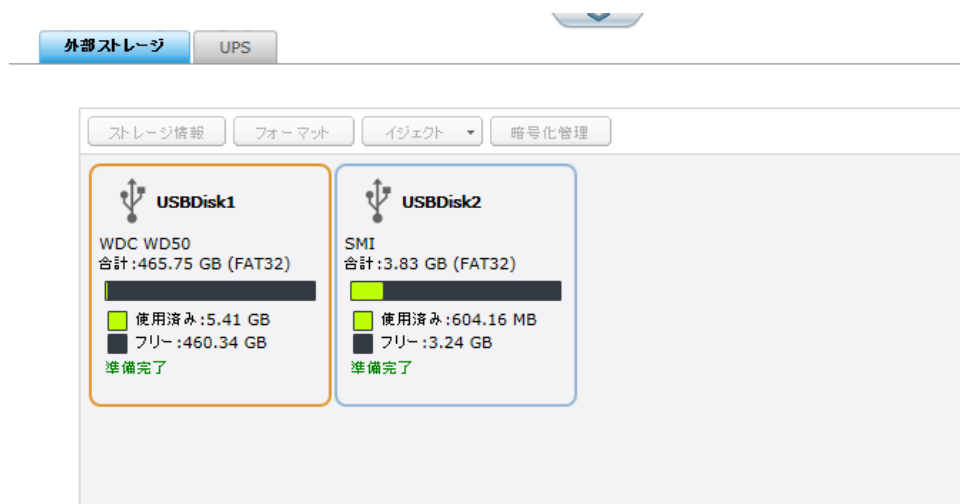 外部ストレージ UPS
ストレージ情報 フォーマット イジェクト 暗号化管理
USBDisk1
WDC WD50
合計:465.75 GB (FAT32)
使用済み:5.41 GB
フリー:460.34 GB
準備完了
USBDisk2
SMI
合計:3.83 GB (FAT32)
使用済み:604.16 MB
フリー:3.24 GB
準備完了